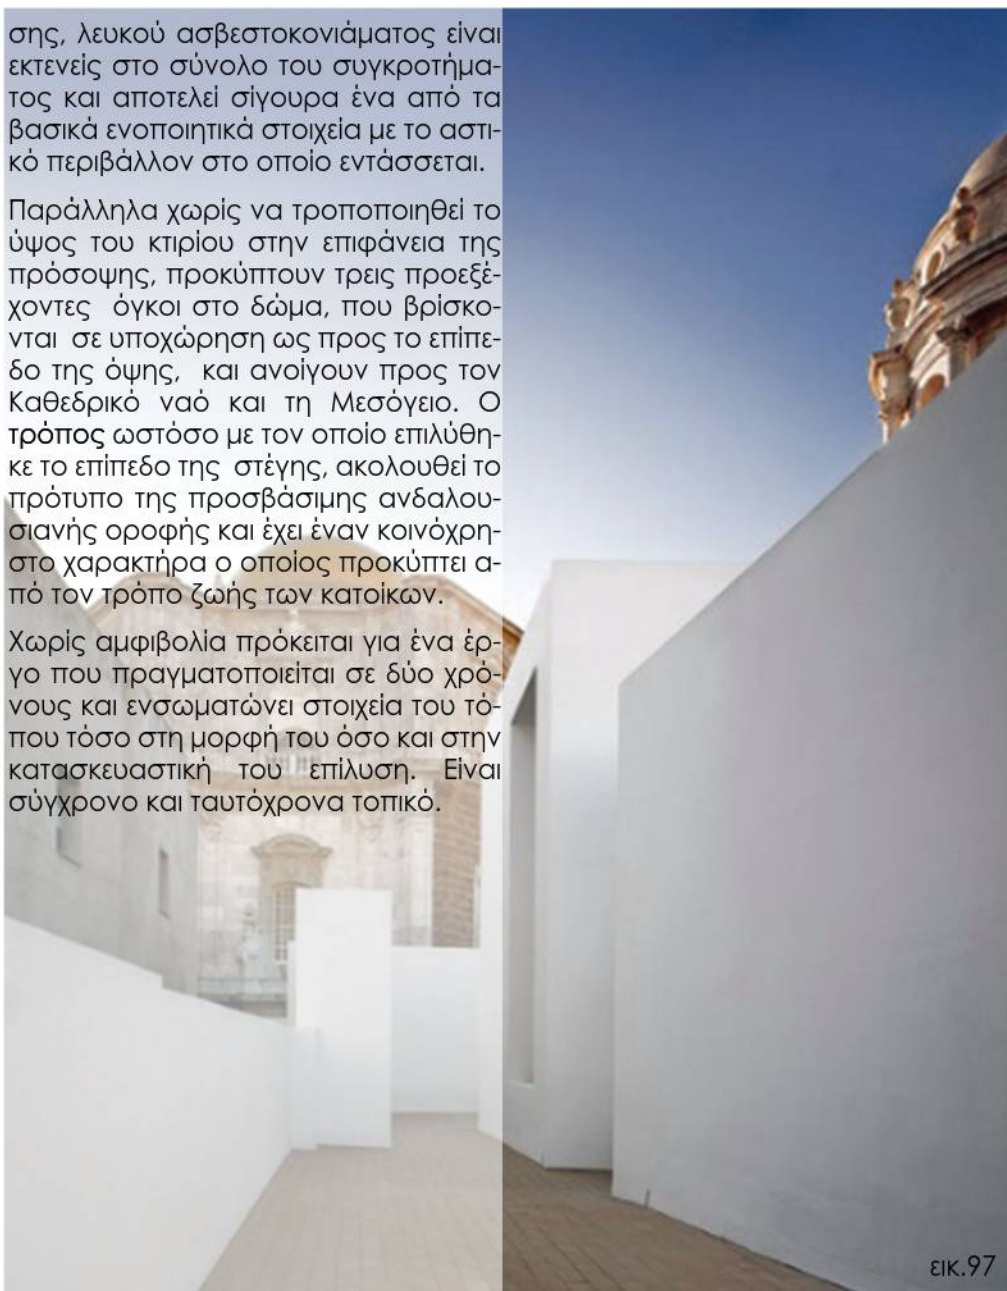 σης, λευκού ασβεστοκονιάματος είναι
εκτενείς στο σύνολο του συγκροτήμα-
τος και αποτελεί σίγουρα ένα από τα
βασικά ενοποιητικά στοιχεία με το αστι-
κό περιβάλλον στο οποίο εντάσσεται.
Παράλληλα χωρίς να τροποποιηθεί το
ύψος του κτιρίου στην επιφάνεια της
πρόσοψης, προκύπτουν τρεις προεξέ-
χοντες όγκοι στο δώμα, που βρίσκο-
νται σε υποχώρηση ως προς το επίπε-
δο της όψης, και ανοίγουν προς τον
Καθεδρικό ναό και τη Μεσόγειο. Ο
τρόπος ωστόσο με τον οποίο επιλύθη-
κε το επίπεδο της στέγης, ακολουθεί το
πρότυπο της προσβάσιμης ανδαλου-
σιανής οροφής και έχει έναν κοινόχρη-
στο χαρακτήρα ο οποίος προκύπτει α-
πό τον τρόπο ζωής των κατοίκων.
Χωρίς αμφιβολία πρόκειται για ένα έρ-
γο που πραγματοποιείται σε δύο χρό-
νους και ενσωματώνει στοιχεία του τό-
που τόσο στη μορφή του όσο και στην
κατασκευαστική του επίλυση. Είναι
σύγχρονο και ταυτόχρονα τοπικό.
εικ.97